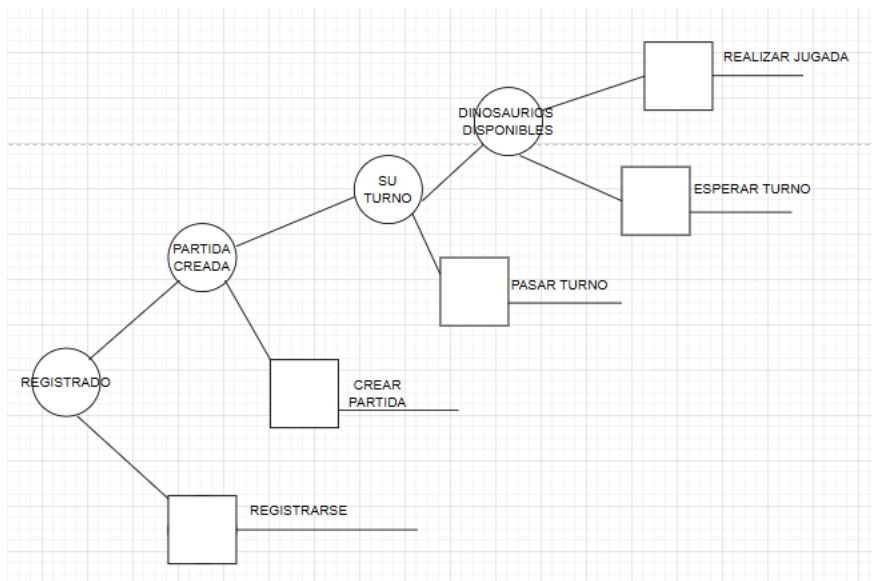 REALIZAR JUGADA
DINOSAURIOS
DISPONIBLES
SU
TURNO
ESPERAR TURNO
PARTIDA
CREADA
PASAR TURNO
REGISTRADO
CREAR
PARTIDA
REGISTRARSE